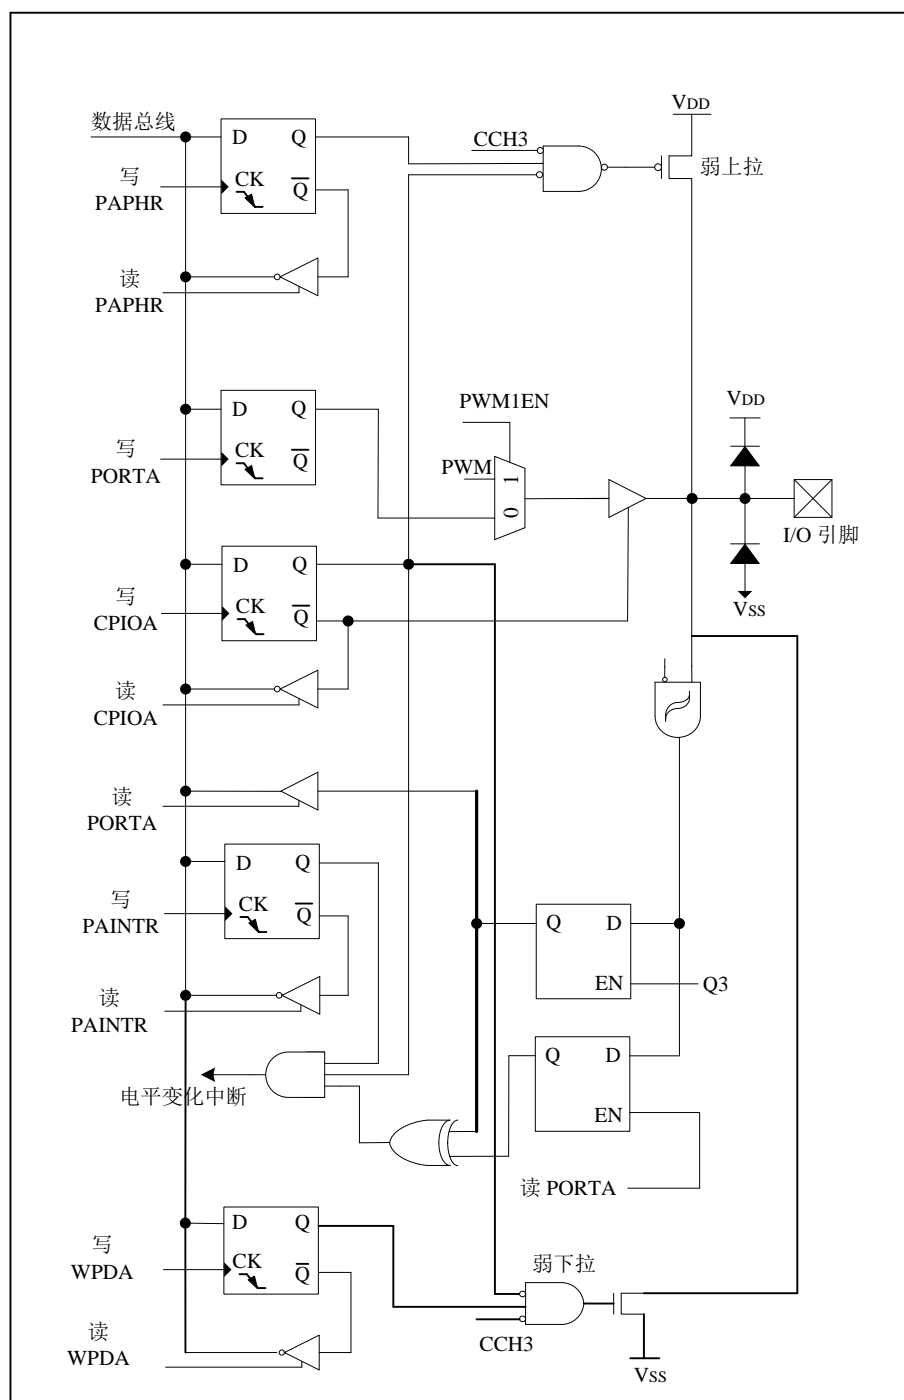 VDD
数据总线
D Q
CCH3
写
PAPHR
CK
Q
弱上拉
读
PAPHR
VDD
PWM1EN
D Q
写
PORTA
CK
Q
PWM
1
0
I/O 引脚
D Q
写
CPIOA
CK
Q
VSS
读
CPIOA
读
PORTA
D Q
写
PAINTR
CK
Q
Q D
EN
Q3
读
PAINTR
Q D
电平变化中断
EN
读 PORTA
D Q
写
WPDA
CK
Q
弱下拉
读
WPDA
CCH3
VSS